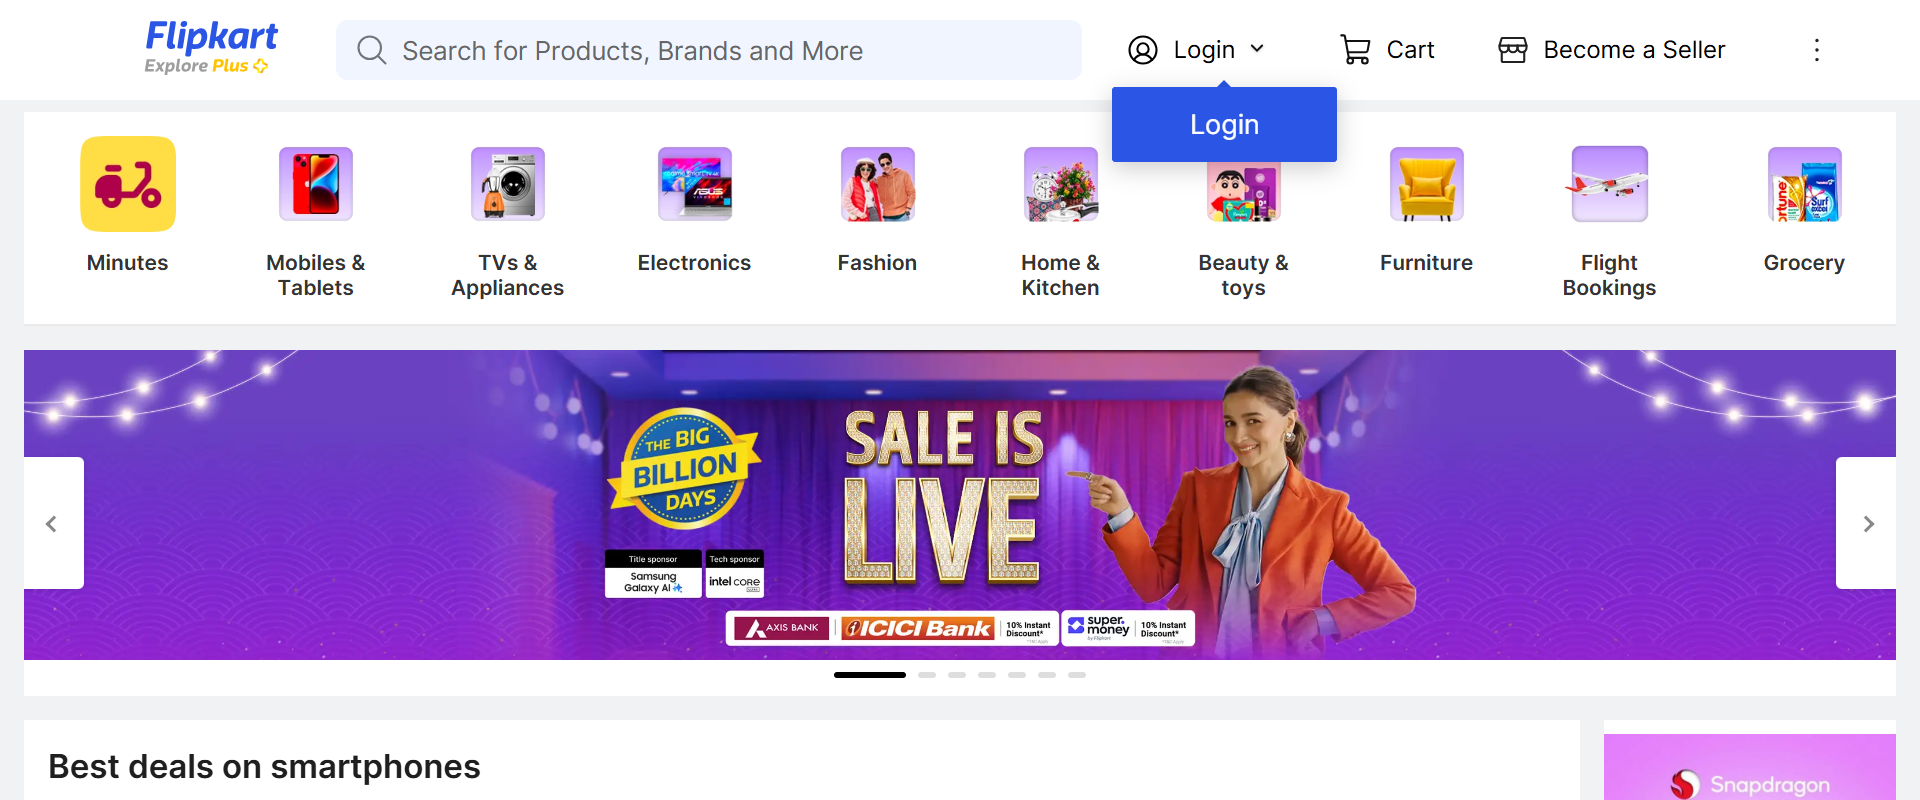 Flipkart
Explore Plus
Search for Products, Brands and More
Login
Cart
Become a Seller
Login
Minutes
Mobiles &
Tablets
TVs &
Appliances
Electronics
Fashion
Home &
Kitchen
Beauty &
toys
Furniture
Flight
Bookings
Grocery
THE BIG
BILLION
DAYS
SALE IS
LIVE
Title sponsor
Samsung
Galaxy AI
Tech sponsor
intel CORE
AXIS BANK
ICICI Bank
10% Instant
Discount*
super.
money
by Flipkart
10% Instant
Discount*
Best deals on smartphones
Snapdragon